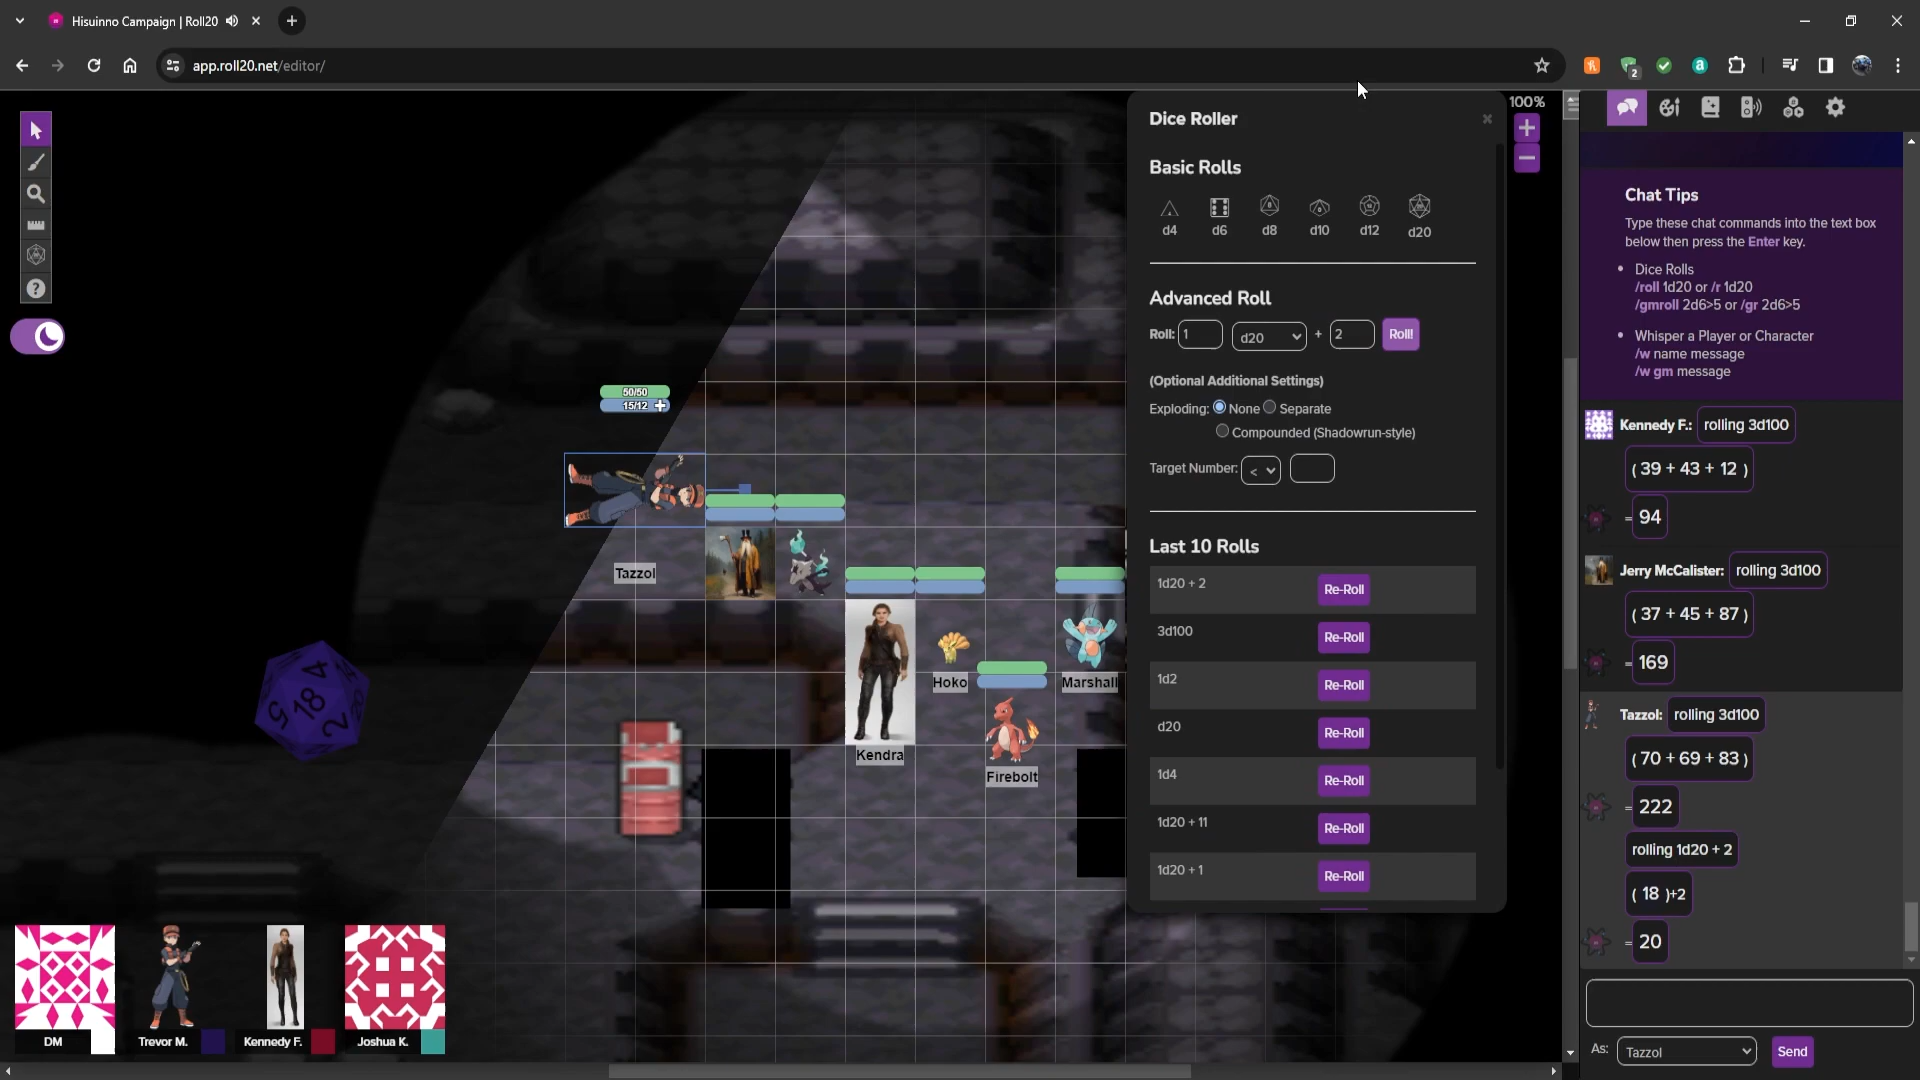 Hisuinno Campaign | Roll20
app.roll20.net/editor/
2
100%
Dice Roller
Basic Rolls
d4
d6
d8
d10
d12
d20
Advanced Roll
Roll: 1 d20 + 2 Roll!
(Optional Additional Settings)
Exploding: None Separate
Compounded (Shadowrun-style)
Target Number: <
Last 10 Rolls
1d20 + 2 Re-Roll
3d100 Re-Roll
1d2 Re-Roll
d20 Re-Roll
1d4 Re-Roll
1d20 + 11 Re-Roll
1d20 + 1 Re-Roll
50/50
15/12
Tazzol
Hoko
Marshall
Kendra
Firebolt
4
18
5
2
20
DM
Trevor M.
Kennedy F.
Joshua K.
Chat Tips
Type these chat commands into the text box
below then press the Enter key.
• Dice Rolls
/roll 1d20 or /r 1d20
/gmroll 2d6>5 or /gr 2d6>5
• Whisper a Player or Character
/w name message
/w gm message
Kennedy F.: rolling 3d100
( 39 + 43 + 12 )
= 94
Jerry McCalister: rolling 3d100
( 37 + 45 + 87 )
= 169
Tazzol: rolling 3d100
( 70 + 69 + 83 )
= 222
rolling 1d20 + 2
( 18 )+2
= 20
As: Tazzol Send